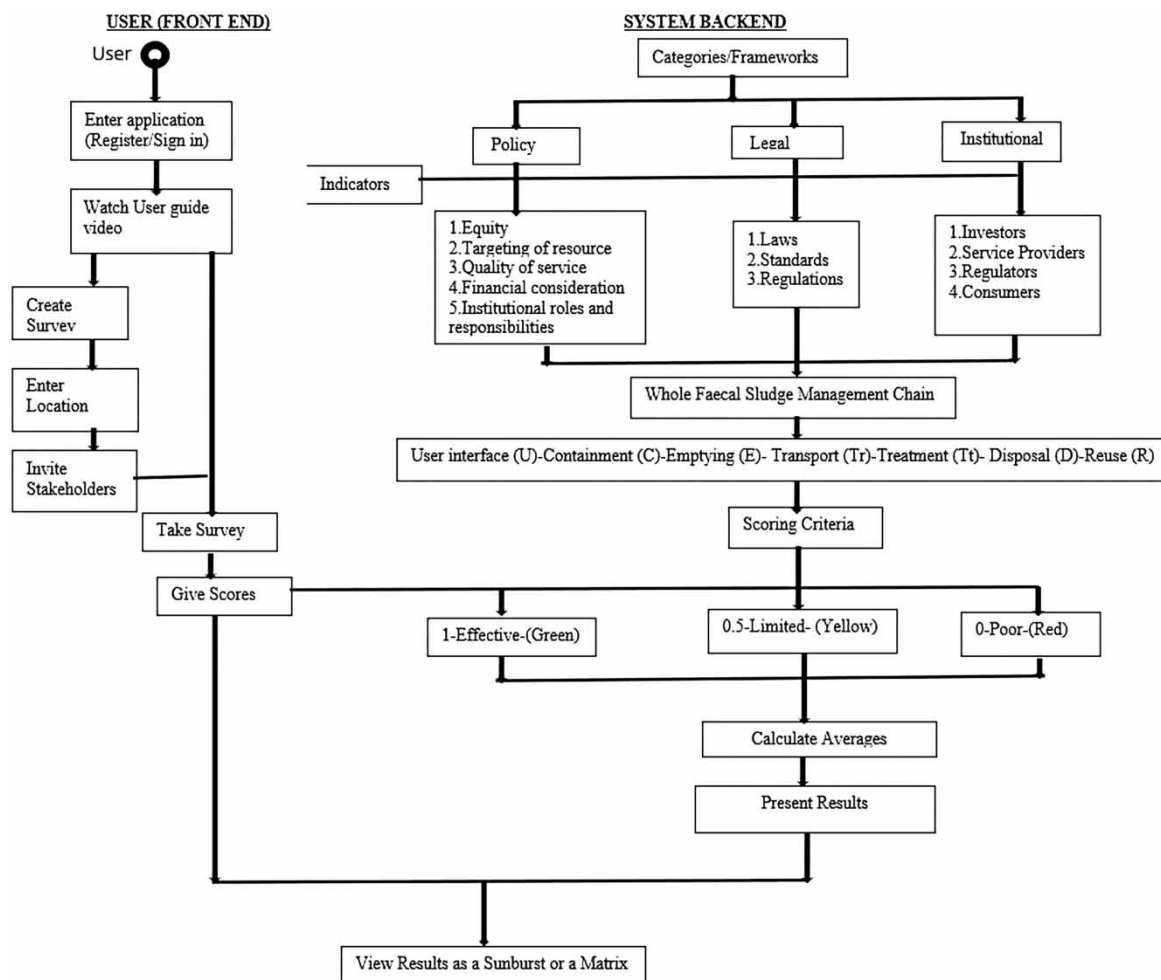 USER (FRONT END)
User
Enter application
(Register/Sign in)
Watch User guide
video
Create
Survev
Enter
Location
Invite
Stakeholders
Take Survey
Give Scores
SYSTEM BACKEND
Categories/Frameworks
Policy
Legal
Institutional
Indicators
1.Equity
2.Targeting of resource
3.Quality of service
4.Financial consideration
5.Institutional roles and
responsibilities
1.Laws
2.Standards
3.Regulations
1.Investors
2.Service Providers
3.Regulators
4.Consumers
Whole Faecal Sludge Management Chain
User interface (U)-Containment (C)-Emptying (E)- Transport (Tr)-Treatment (Tt)- Disposal (D)-Reuse (R)
Scoring Criteria
1-Effective-(Green)
0.5-Limited- (Yellow)
0-Poor-(Red)
Calculate Averages
Present Results
View Results as a Sunburst or a Matrix